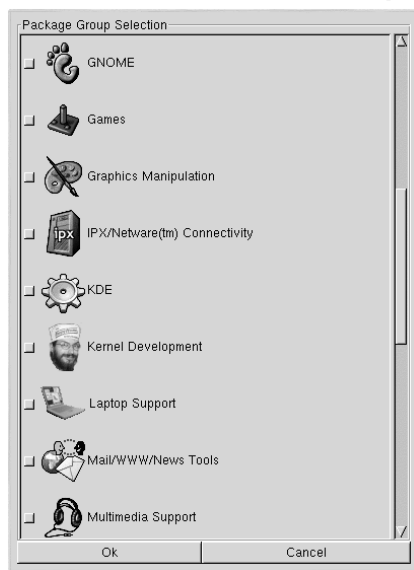 Package Group Selection
GNOME
Games
Graphics Manipulation
ipx
IPX/Netware(tm) Connectivity
KDE
Kernel Development
Laptop Support
Mail/WWW/News Tools
Multimedia Support
Ok
Cancel